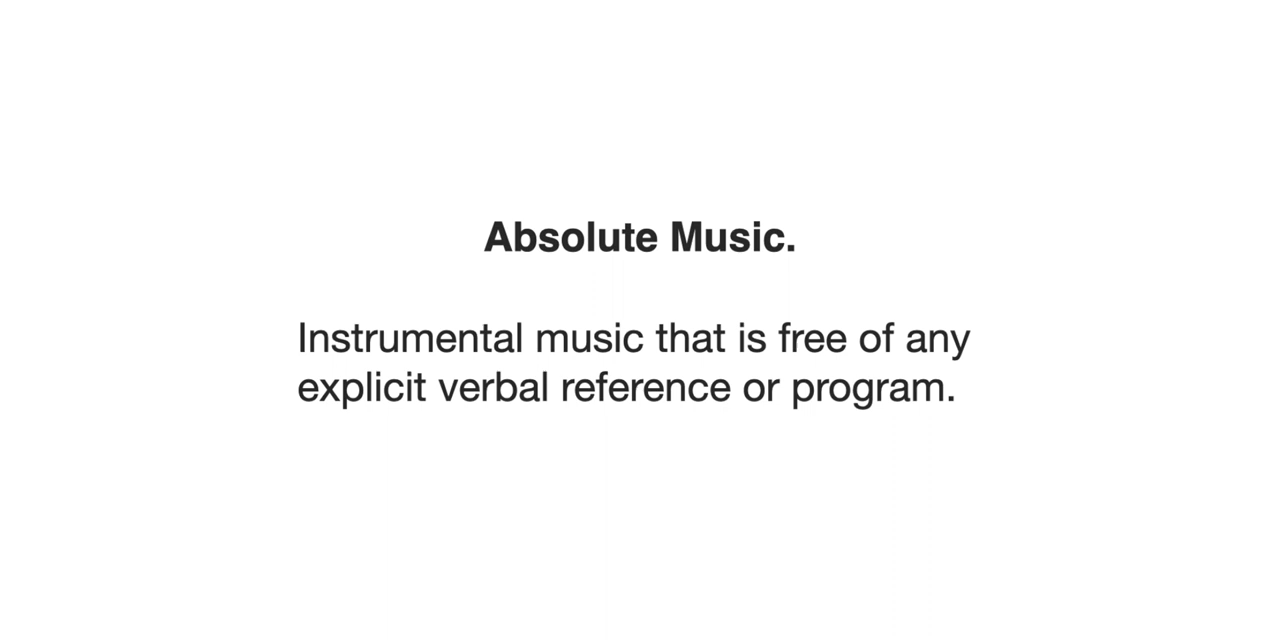 Absolute Music.
Instrumental music that is free of any
explicit verbal reference or program.